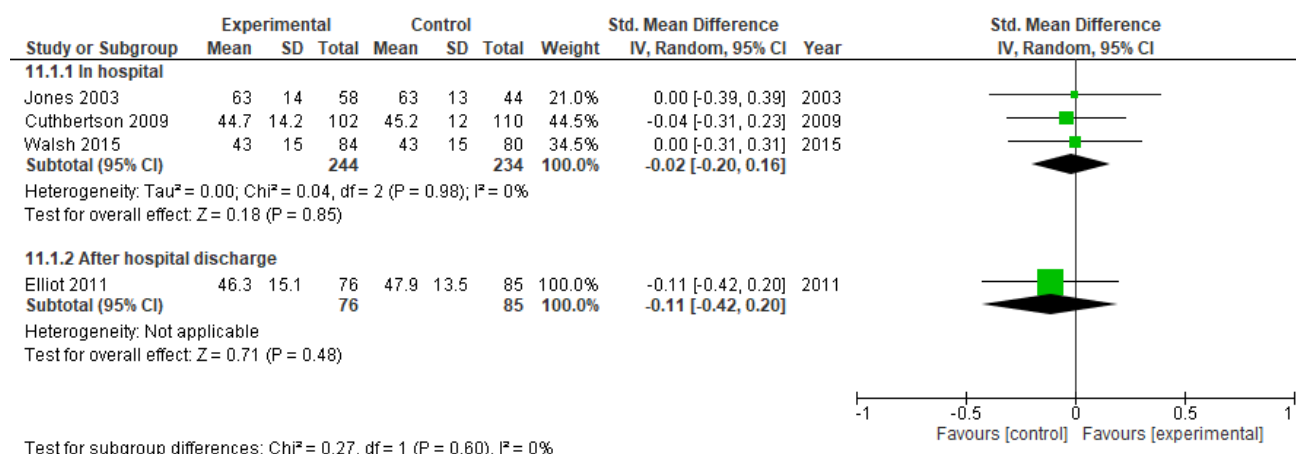 Experimental Control Std. Mean Difference Std. Mean Difference
Study or Subgroup Mean SD Total Mean SD Total Weight IV, Random, 95% CI Year IV, Random, 95% CI
11.1.1 In hospital
Jones 2003 63 14 58 63 13 44 21.0% 0.00 [-0.39, 0.39] 2003
Cuthbertson 2009 44.7 14.2 102 45.2 12 110 44.5% -0.04 [-0.31, 0.23] 2009
Walsh 2015 43 15 84 43 15 80 34.5% 0.00 [-0.31, 0.31] 2015
Subtotal (95% CI) 244 234 100.0% -0.02 [-0.20, 0.16]
Heterogeneity: Tau² = 0.00; Chi² = 0.04, df = 2 (P = 0.98); I² = 0%
Test for overall effect: Z = 0.18 (P = 0.85)
11.1.2 After hospital discharge
Elliot 2011 46.3 15.1 76 47.9 13.5 85 100.0% -0.11 [-0.42, 0.20] 2011
Subtotal (95% CI) 76 85 100.0% -0.11 [-0.42, 0.20]
Heterogeneity: Not applicable
Test for overall effect: Z = 0.71 (P = 0.48)
-1 -0.5 0 0.5 1
Favours [control] Favours [experimental]
Test for subgroup differences: Chi² = 0.27, df = 1 (P = 0.60), I² = 0%